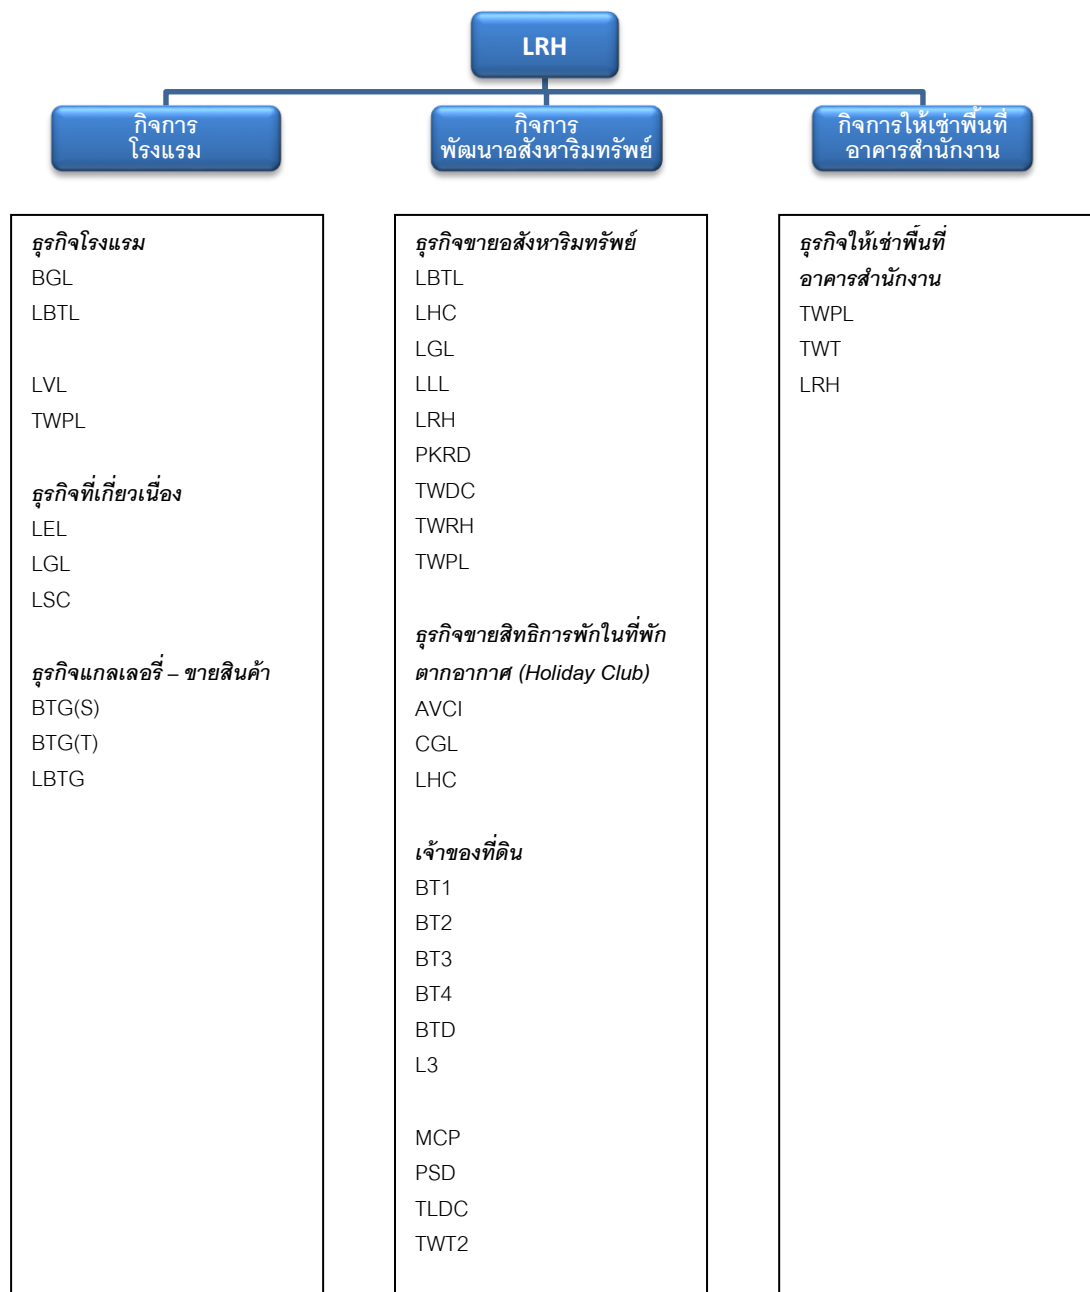 LRH
กิจการ
โรงแรม
กิจการ
พัฒนาอสังหาริมทรัพย์
กิจการให้เช่าพื้นที่
อาคารสำนักงาน
ธุรกิจโรงแรม
BGL
LBTL
LVL
TWPL
ธุรกิจที่เกี่ยวเนื่อง
LEL
LGL
LSC
ธุรกิจแกลเลอรี่ – ขายสินค้า
BTG(S)
BTG(T)
LBTG
ธุรกิจขายอสังหาริมทรัพย์
LBTL
LHC
LGL
LLL
LRH
PKRD
TWDC
TWRH
TWPL
ธุรกิจขายสิทธิการพักในที่พัก
ตากอากาศ (Holiday Club)
AVCI
CGL
LHC
เจ้าของที่ดิน
BT1
BT2
BT3
BT4
BTD
L3
MCP
PSD
TLDC
TWT2
ธุรกิจให้เช่าพื้นที่
อาคารสำนักงาน
TWPL
TWT
LRH